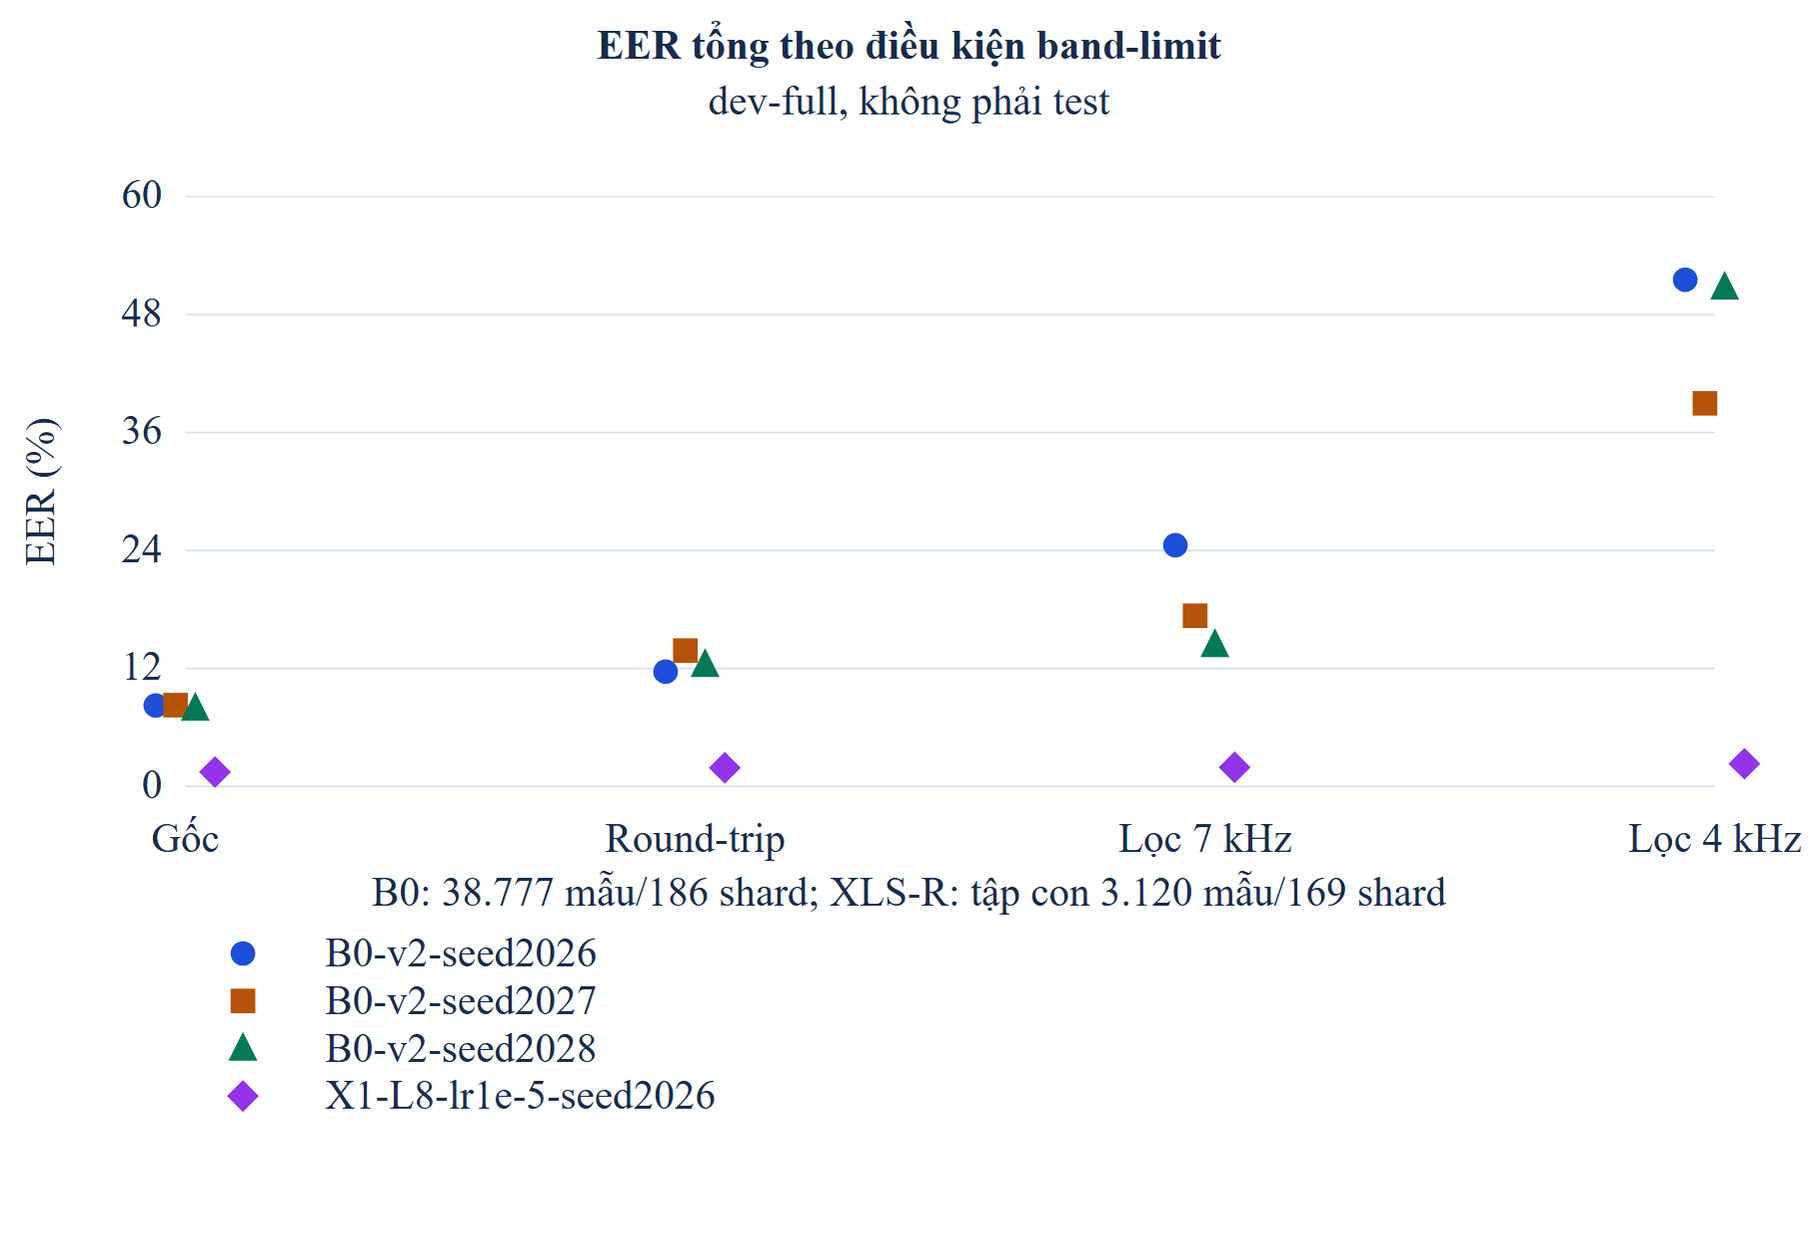 EER tổng theo điều kiện band-limit
dev-full, không phải test
60
48
36
24
12
0
EER (%)
Gốc
Round-trip
Lọc 7 kHz
Lọc 4 kHz
B0: 38.777 mẫu/186 shard; XLS-R: tập con 3.120 mẫu/169 shard
B0-v2-seed2026
B0-v2-seed2027
B0-v2-seed2028
X1-L8-lr1e-5-seed2026